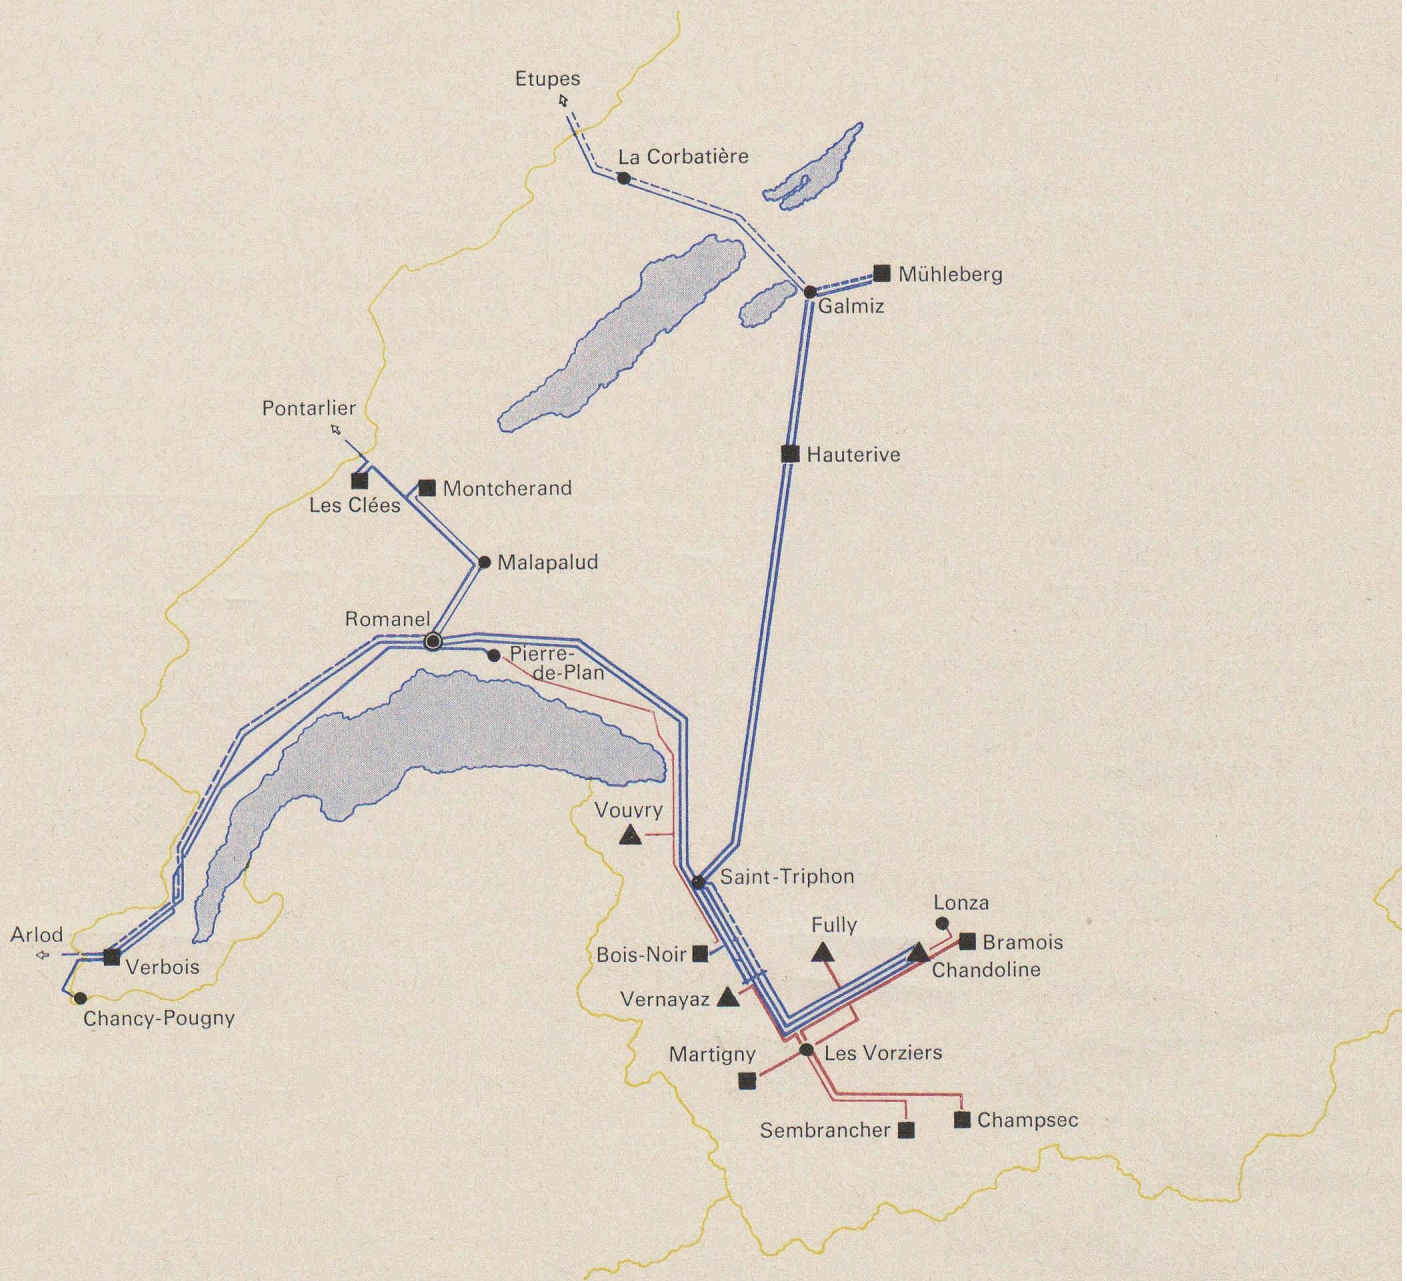 Etupes
La Corbatière
Mühleberg
Galmiz
Pontarlier
Hauterive
Les Clées
Montcherand
Malapalud
Romanel
Pierre-
de-Plan
Vouvry
Saint-Triphon
Lonza
Fully
Arlod
Bramois
Bois-Noir
Verbois
Chandoline
Vernayaz
Chancy-Pougny
Martigny
Les Vorziers
Champsec
Sembrancher